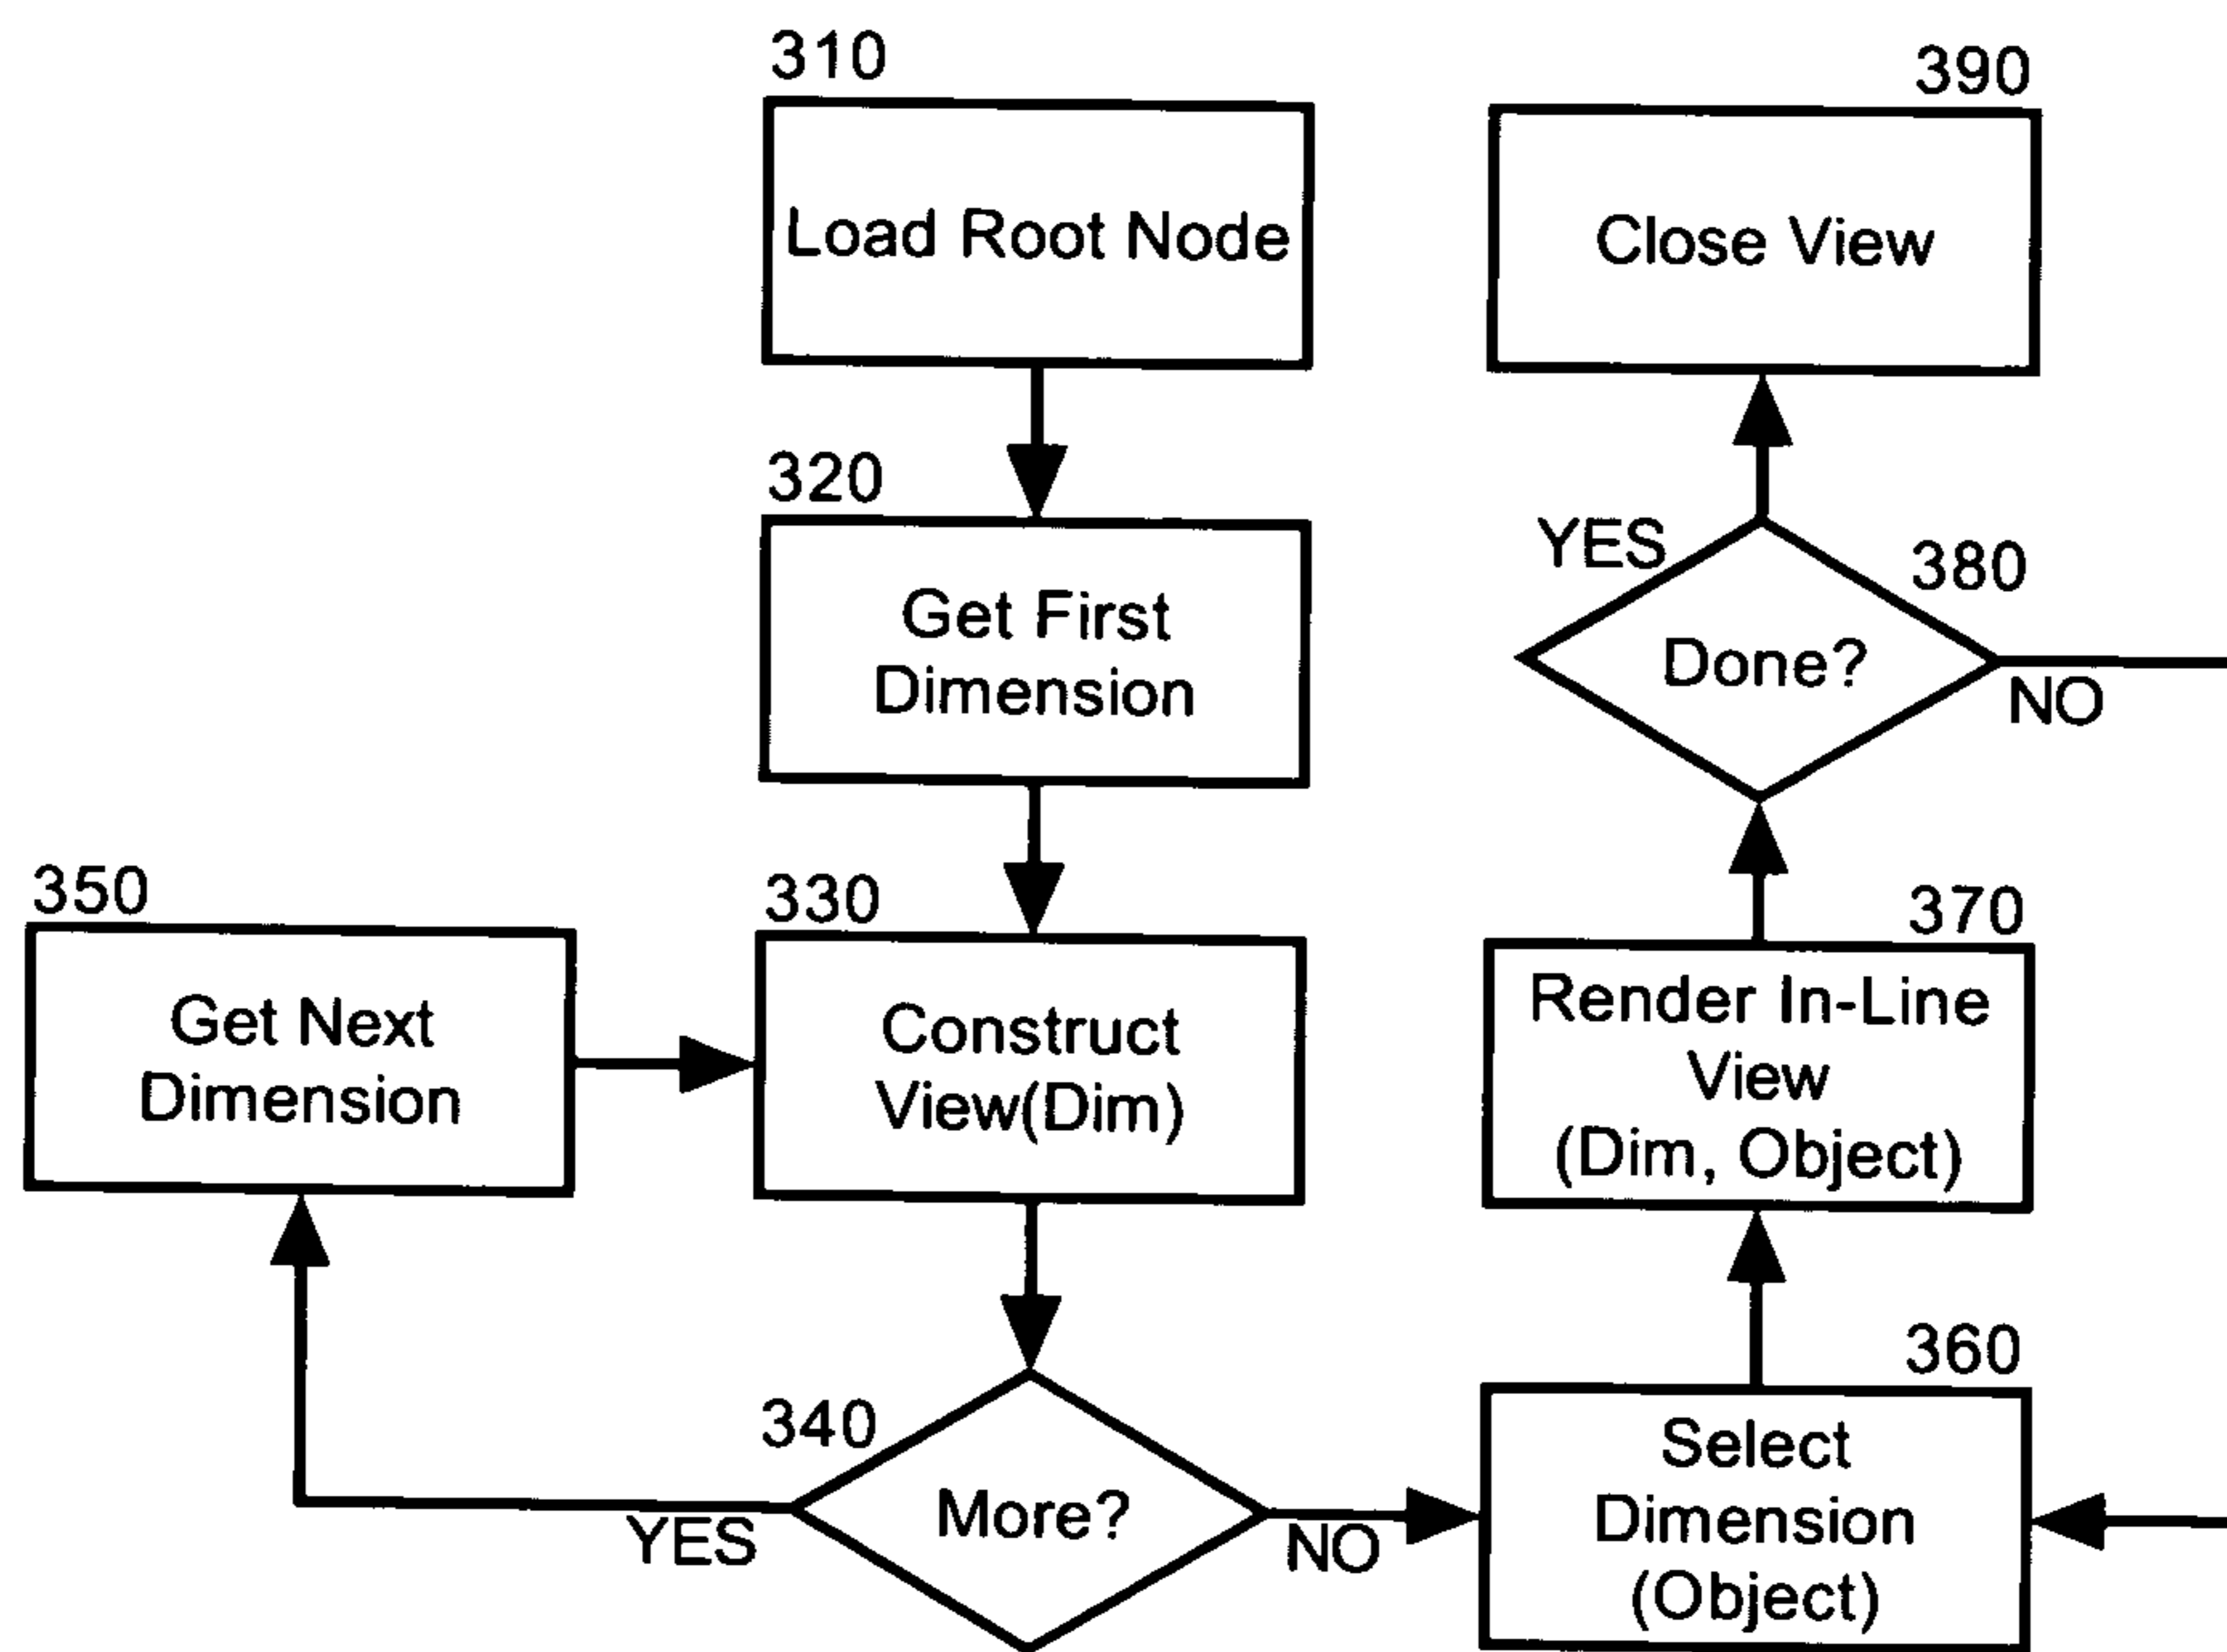 310
Load Root Node
320
Get First
Dimension
330
Construct
View(Dim)
340
More?
YES
NO
350
Get Next
Dimension
360
Select
Dimension
(Object)
370
Render In-Line
View
(Dim, Object)
380
Done?
YES
NO
390
Close View